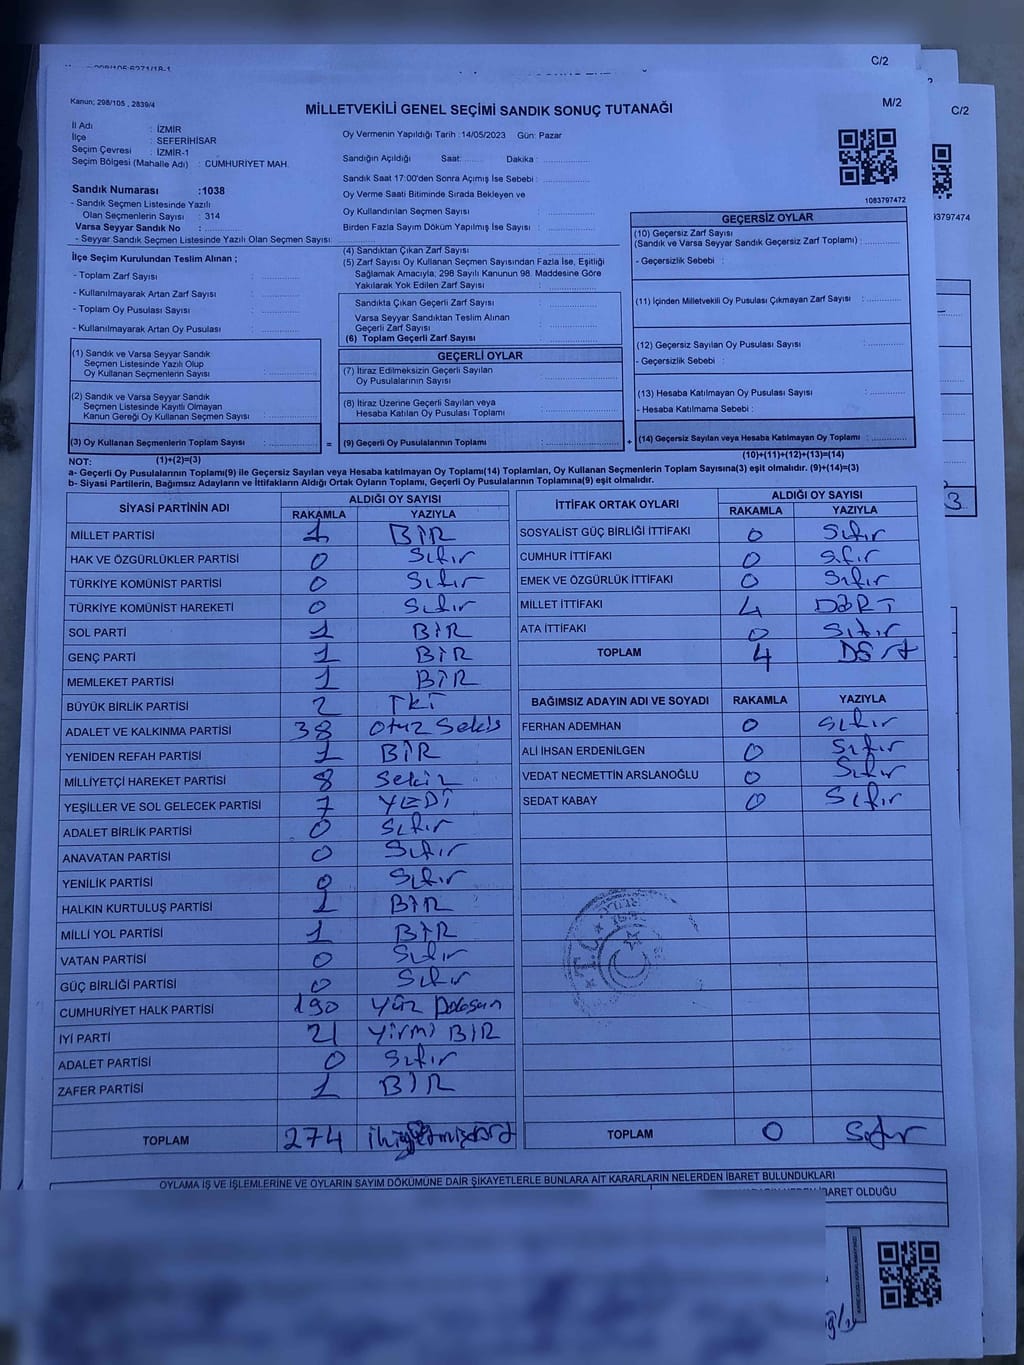 C/2
M/2
C/2
Kanun; 298/105 , 2839/4
MİLLETVEKİLİ GENEL SEÇİMİ SANDIK SONUÇ TUTANAĞI
İl Adı : İZMİR
İlçe : SEFERİHİSAR
Seçim Çevresi : İZMİR-1
Seçim Bölgesi (Mahalle Adı) : CUMHURİYET MAH.
Sandık Numarası :1038
- Sandık Seçmen Listesinde Yazılı
Olan Seçmenlerin Sayısı : 314
Varsa Seyyar Sandık No :
- Seyyar Sandık Seçmen Listesinde Yazılı Olan Seçmen Sayısı:
Oy Vermenin Yapıldığı Tarih :14/05/2023 Gün: Pazar
Sandığın Açıldığı Saat: Dakika :
Sandık Saat 17:00'den Sonra Açımış İse Sebebi :
Oy Verme Saati Bitiminde Sırada Bekleyen ve
Oy Kullandırılan Seçmen Sayısı :
Birden Fazla Sayım Döküm Yapılmış İse Sayısı :
1083797472
İlçe Seçim Kurulundan Teslim Alınan ;
- Toplam Zarf Sayısı :
- Kullanılmayarak Artan Zarf Sayısı :
- Toplam Oy Pusulası Sayısı :
- Kullanılmayarak Artan Oy Pusulası :
(4) Sandıktan Çıkan Zarf Sayısı :
(5) Zarf Sayısı Oy Kullanan Seçmen Sayısından Fazla İse, Eşitliği
Sağlamak Amacıyla; 298 Sayılı Kanunun 98. Maddesine Göre
Yakılarak Yok Edilen Zarf Sayısı :
Sandıkta Çıkan Geçerli Zarf Sayısı :
Varsa Seyyar Sandıktan Teslim Alınan
Geçerli Zarf Sayısı :
(6) Toplam Geçerli Zarf Sayısı :
GEÇERSİZ OYLAR
(10) Geçersiz Zarf Sayısı
(Sandık ve Varsa Seyyar Sandık Geçersiz Zarf Toplamı) :
- Geçersizlik Sebebi :
(11) İçinden Milletvekili Oy Pusulası Çıkmayan Zarf Sayısı :
(12) Geçersiz Sayılan Oy Pusulası Sayısı :
- Geçersizlik Sebebi :
(13) Hesaba Katılmayan Oy Pusulası Sayısı :
- Hesaba Katılmama Sebebi :
(14) Geçersiz Sayılan veya Hesaba Katılmayan Oy Toplamı :
(10)+(11)+(12)+(13)=(14)
(1) Sandık ve Varsa Seyyar Sandık
Seçmen Listesinde Yazılı Olup
Oy Kullanan Seçmenlerin Sayısı :
(2) Sandık ve Varsa Seyyar Sandık
Seçmen Listesinde Kayıtlı Olmayan
Kanun Gereği Oy Kullanan Seçmen Sayısı :
(3) Oy Kullanan Seçmenlerin Toplam Sayısı : =
(1)+(2)=(3)
GEÇERLİ OYLAR
(7) İtiraz Edilmeksizin Geçerli Sayılan
Oy Pusulalarının Sayısı :
(8) İtiraz Üzerine Geçerli Sayılan veya
Hesaba Katılan Oy Pusulası Toplamı :
(9) Geçerli Oy Pusulalarının Toplamı : +
NOT:
a- Geçerli Oy Pusulalarının Toplamı(9) ile Geçersiz Sayılan veya Hesaba katılmayan Oy Toplamı(14) Toplamları, Oy Kullanan Seçmenlerin Toplam Sayısına(3) eşit olmalıdır. (9)+(14)=(3)
b- Siyasi Partilerin, Bağımsız Adayların ve İttifakların Aldığı Ortak Oyların Toplamı, Geçerli Oy Pusulalarının Toplamına(9) eşit olmalıdır.
SİYASİ PARTİNİN ADI ALDIĞI OY SAYISI
RAKAMLA YAZIYLA
MİLLET PARTİSİ 1 BİR
HAK VE ÖZGÜRLÜKLER PARTİSİ 0 Sıfır
TÜRKİYE KOMÜNİST PARTİSİ 0 Sıfır
TÜRKİYE KOMÜNİST HAREKETİ 0 Sıfır
SOL PARTİ 1 BİR
GENÇ PARTİ 1 BİR
MEMLEKET PARTİSİ 1 BİR
BÜYÜK BİRLİK PARTİSİ 2 İKİ
ADALET VE KALKINMA PARTİSİ 38 Otuz Sekiz
YENİDEN REFAH PARTİSİ 1 BİR
MİLLİYETÇİ HAREKET PARTİSİ 8 Sekiz
YEŞİLLER VE SOL GELECEK PARTİSİ 7 YEDİ
ADALET BİRLİK PARTİSİ 0 Sıfır
ANAVATAN PARTİSİ 0 Sıfır
YENİLİK PARTİSİ 0 Sıfır
HALKIN KURTULUŞ PARTİSİ 1 BİR
MİLLİ YOL PARTİSİ 1 BİR
VATAN PARTİSİ 0 Sıfır
GÜÇ BİRLİĞİ PARTİSİ 0 Sıfır
CUMHURİYET HALK PARTİSİ 190 Yüz Doksan
İYİ PARTİ 21 Yirmi BİR
ADALET PARTİSİ 0 Sıfır
ZAFER PARTİSİ 1 BİR
TOPLAM 274
İTTİFAK ORTAK OYLARI ALDIĞI OY SAYISI
RAKAMLA YAZIYLA
SOSYALİST GÜÇ BİRLİĞİ İTTİFAKI 0 Sıfır
CUMHUR İTTİFAKI 0 Sıfır
EMEK VE ÖZGÜRLÜK İTTİFAKI 0 Sıfır
MİLLET İTTİFAKI 4 DÖRT
ATA İTTİFAKI 0 Sıfır
TOPLAM 4 Dört
BAĞIMSIZ ADAYIN ADI VE SOYADI RAKAMLA YAZIYLA
FERHAN ADEMHAN 0 Sıfır
ALİ İHSAN ERDENİLGEN 0 Sıfır
VEDAT NECMETTİN ARSLANOĞLU 0 Sıfır
SEDAT KABAY 0 Sıfır
TOPLAM 0 Sıfır
OYLAMA İŞ VE İŞLEMLERİNE VE OYLARIN SAYIM DÖKÜMÜNE DAİR ŞİKAYETLERLE BUNLARA AİT KARARLARIN NELERDEN İBARET BULUNDUKLARI
İBARET OLDUĞU